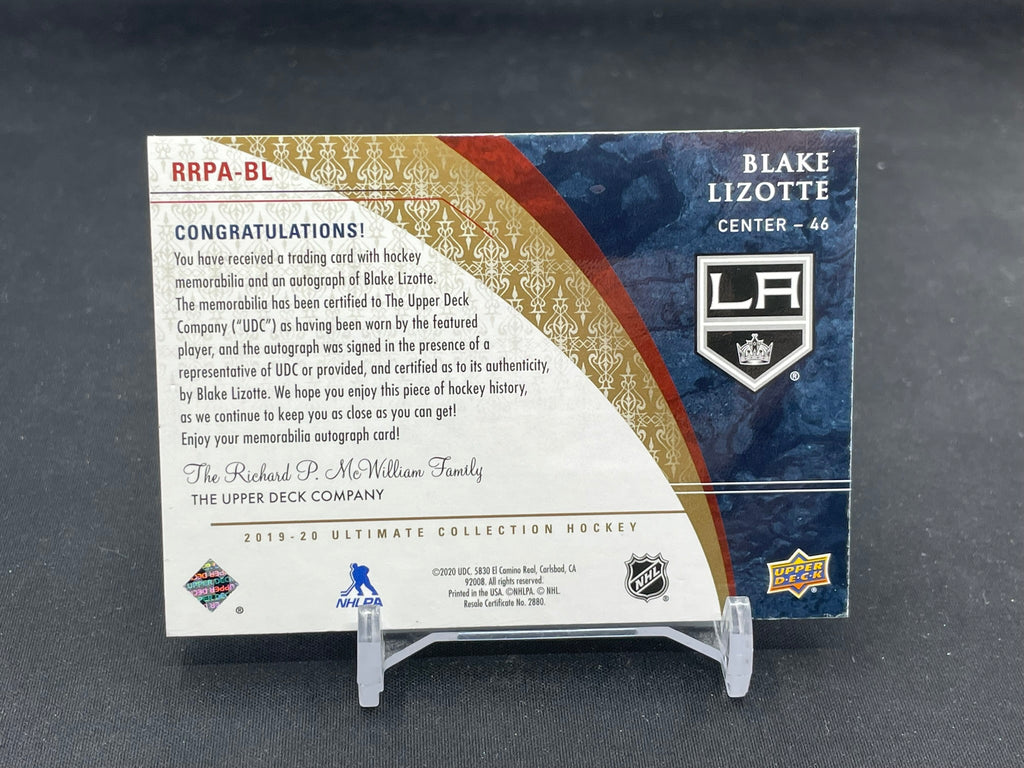 RRPA-BL
CONGRATULATIONS!
You have received a trading card with hockey
memorabilia and an autograph of Blake Lizotte.
The memorabilia has been certified to The Upper Deck
Company (“UDC”) as having been worn by the featured
player, and the autograph was signed in the presence of a
representative of UDC or provided, and certified as to its authenticity,
by Blake Lizotte. We hope you enjoy this piece of hockey history,
as we continue to keep you as close as you can get!
Enjoy your memorabilia autograph card!
The Richard P. McWilliam Family
THE UPPER DECK COMPANY
2019-20 ULTIMATE COLLECTION HOCKEY
®
NHLPA
©2020 UDC. 5830 El Camino Real, Carlsbad, CA
92008. All rights reserved.
Printed in the USA. ©NHLPA. © NHL.
Resale Certificate No. 2880.
NHL
®
BLAKE
LIZOTTE
CENTER – 46
LA
®
UPPER
D·E·C·K
®